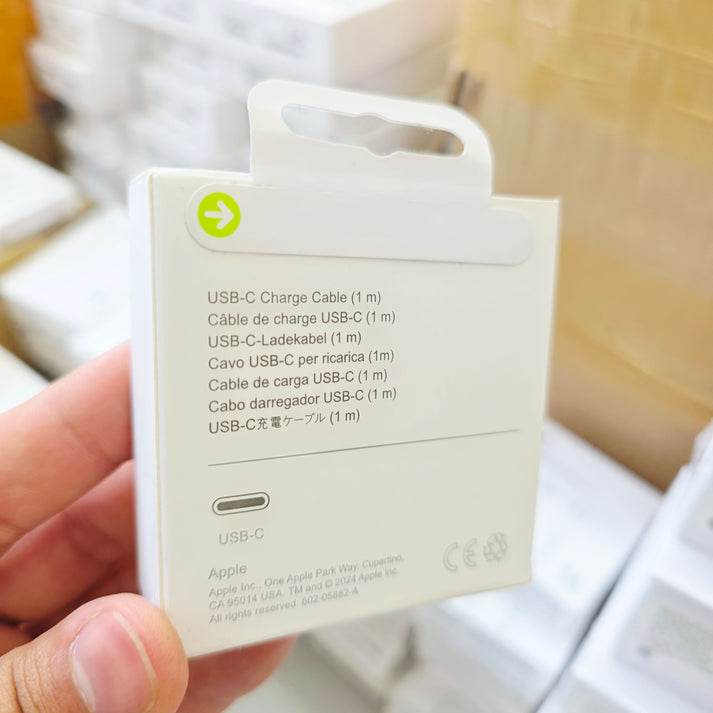 USB-C Charge Cable (1 m)
Câble de charge USB-C (1 m)
USB-C-Ladekabel (1 m)
Cavo USB-C per ricarica (1m)
Cable de carga USB-C (1 m)
Cabo darregador USB-C (1 m)
USB-C充電ケーブル (1 m)
USB-C
Apple
Apple Inc., One Apple Park Way, Cupertino,
CA 95014 USA. TM and © 2024 Apple Inc.
All rights reserved. 602-05882-A
CE